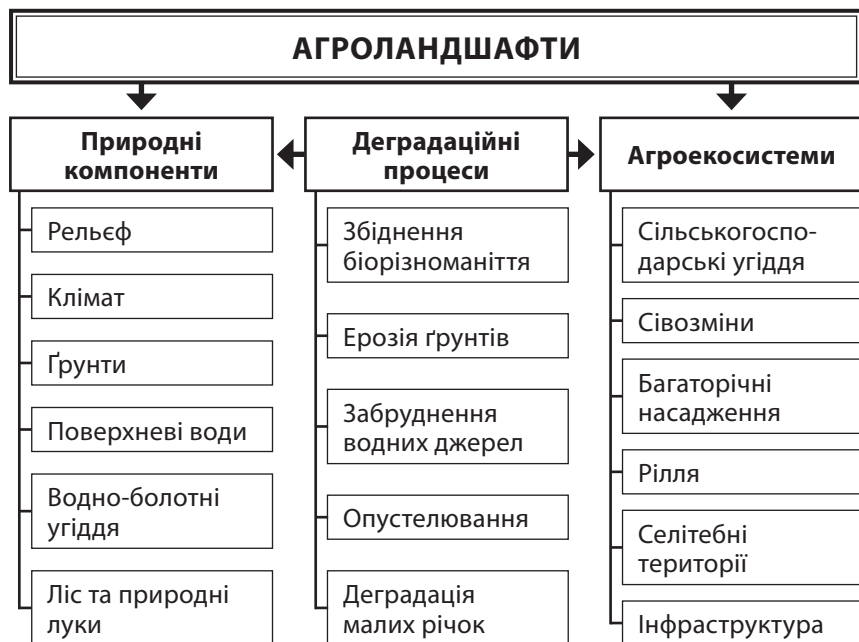 АГРОЛАНДШАФТИ
Природні
компоненти
Рельєф
Клімат
Ґрунти
Поверхневі води
Водно-болотні
угіддя
Ліс та природні
луки
Деградаційні
процеси
Збіднення
біорізноманіття
Ерозія ґрунтів
Забруднення
водних джерел
Опустелювання
Деградація
малих річок
Агроекосистеми
Сільськогоспо-
дарські угіддя
Сівозміни
Багаторічні
насадження
Рілля
Селітебні
території
Інфраструктура